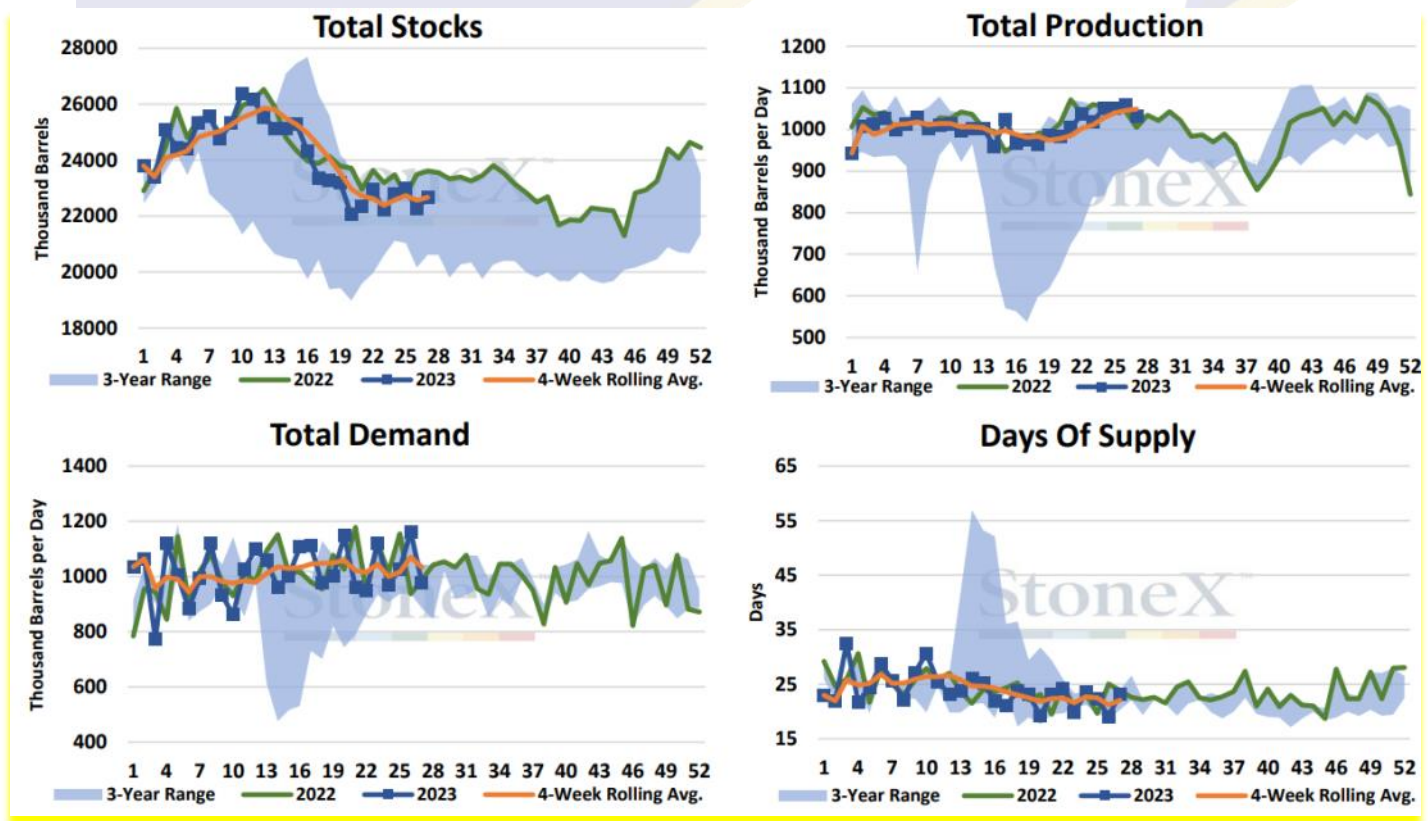 Total Stocks
Thousand Barrels
28000
26000
24000
22000
20000
18000
StoneX™
1 4 7 10 13 16 19 22 25 28 31 34 37 40 43 46 49 52
3-Year Range 2022 2023 4-Week Rolling Avg.
Total Production
Thousand Barrels per Day
1200
1100
1000
900
800
700
600
500
StoneX™
1 4 7 10 13 16 19 22 25 28 31 34 37 40 43 46 49 52
3-Year Range 2022 2023 4-Week Rolling Avg.
Total Demand
Thousand Barrels per Day
1400
1200
1000
800
600
400
StoneX™
1 4 7 10 13 16 19 22 25 28 31 34 37 40 43 46 49 52
3-Year Range 2022 2023 4-Week Rolling Avg.
Days Of Supply
Days
65
55
45
35
25
15
StoneX™
1 4 7 10 13 16 19 22 25 28 31 34 37 40 43 46 49 52
3-Year Range 2022 2023 4-Week Rolling Avg.